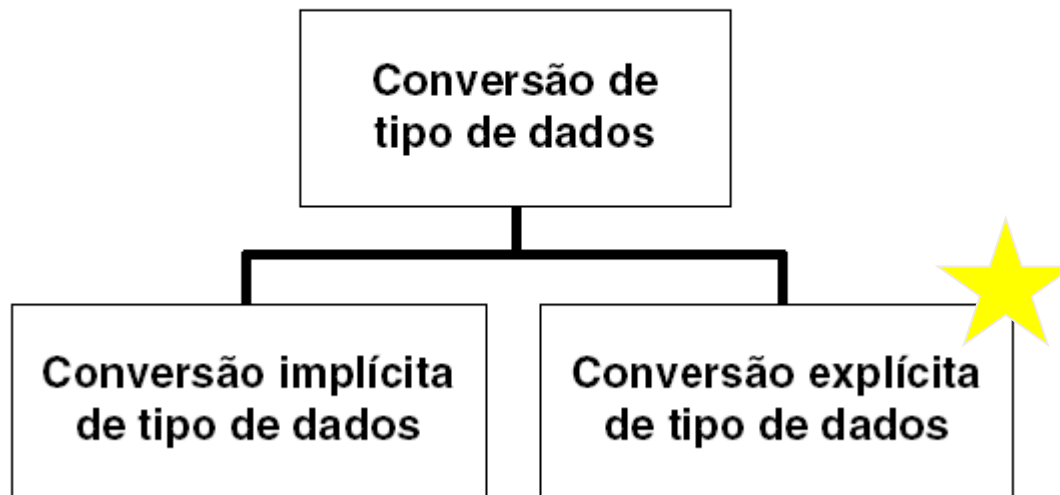 Conversão de
tipo de dados
Conversão implícita
de tipo de dados
Conversão explícita
de tipo de dados